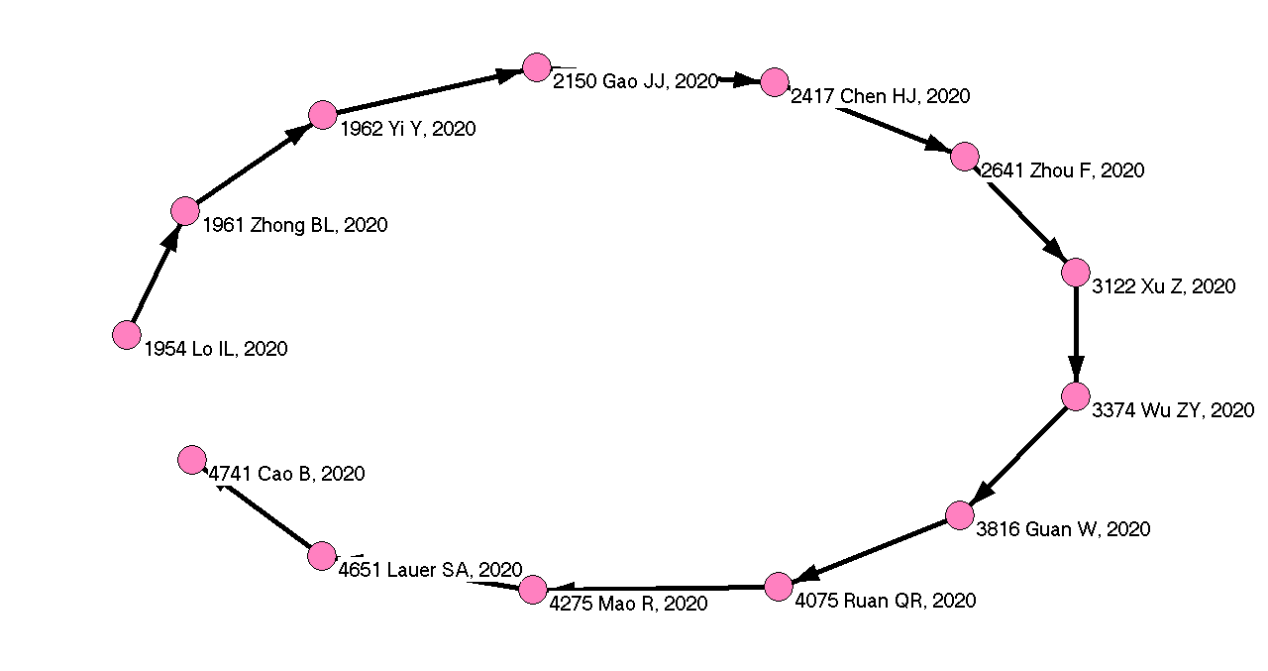 2150 Gao JJ, 2020
2417 Chen HJ, 2020
1962 Yi Y, 2020
2641 Zhou F, 2020
1961 Zhong BL, 2020
3122 Xu Z, 2020
1954 Lo IL, 2020
3374 Wu ZY, 2020
4741 Cao B, 2020
3816 Guan W, 2020
4651 Lauer SA, 2020
4275 Mao R, 2020
4075 Ruan QR, 2020